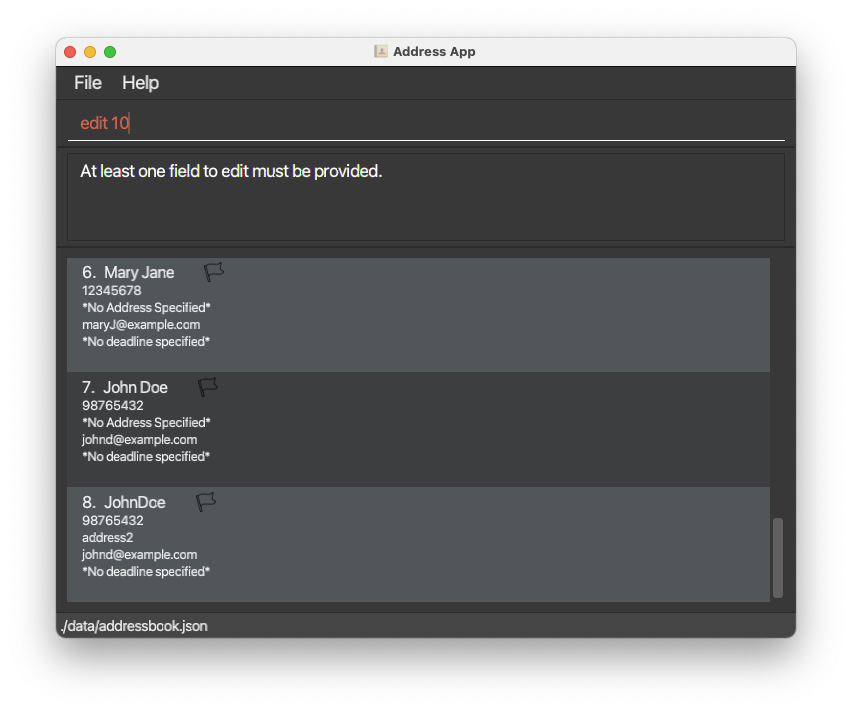 Address App
File Help
edit 10
At least one field to edit must be provided.
6. Mary Jane
12345678
*No Address Specified*
maryJ@example.com
*No deadline specified*
7. John Doe
98765432
*No Address Specified*
johnd@example.com
*No deadline specified*
8. JohnDoe
98765432
address2
johnd@example.com
*No deadline specified*
./data/addressbook.json